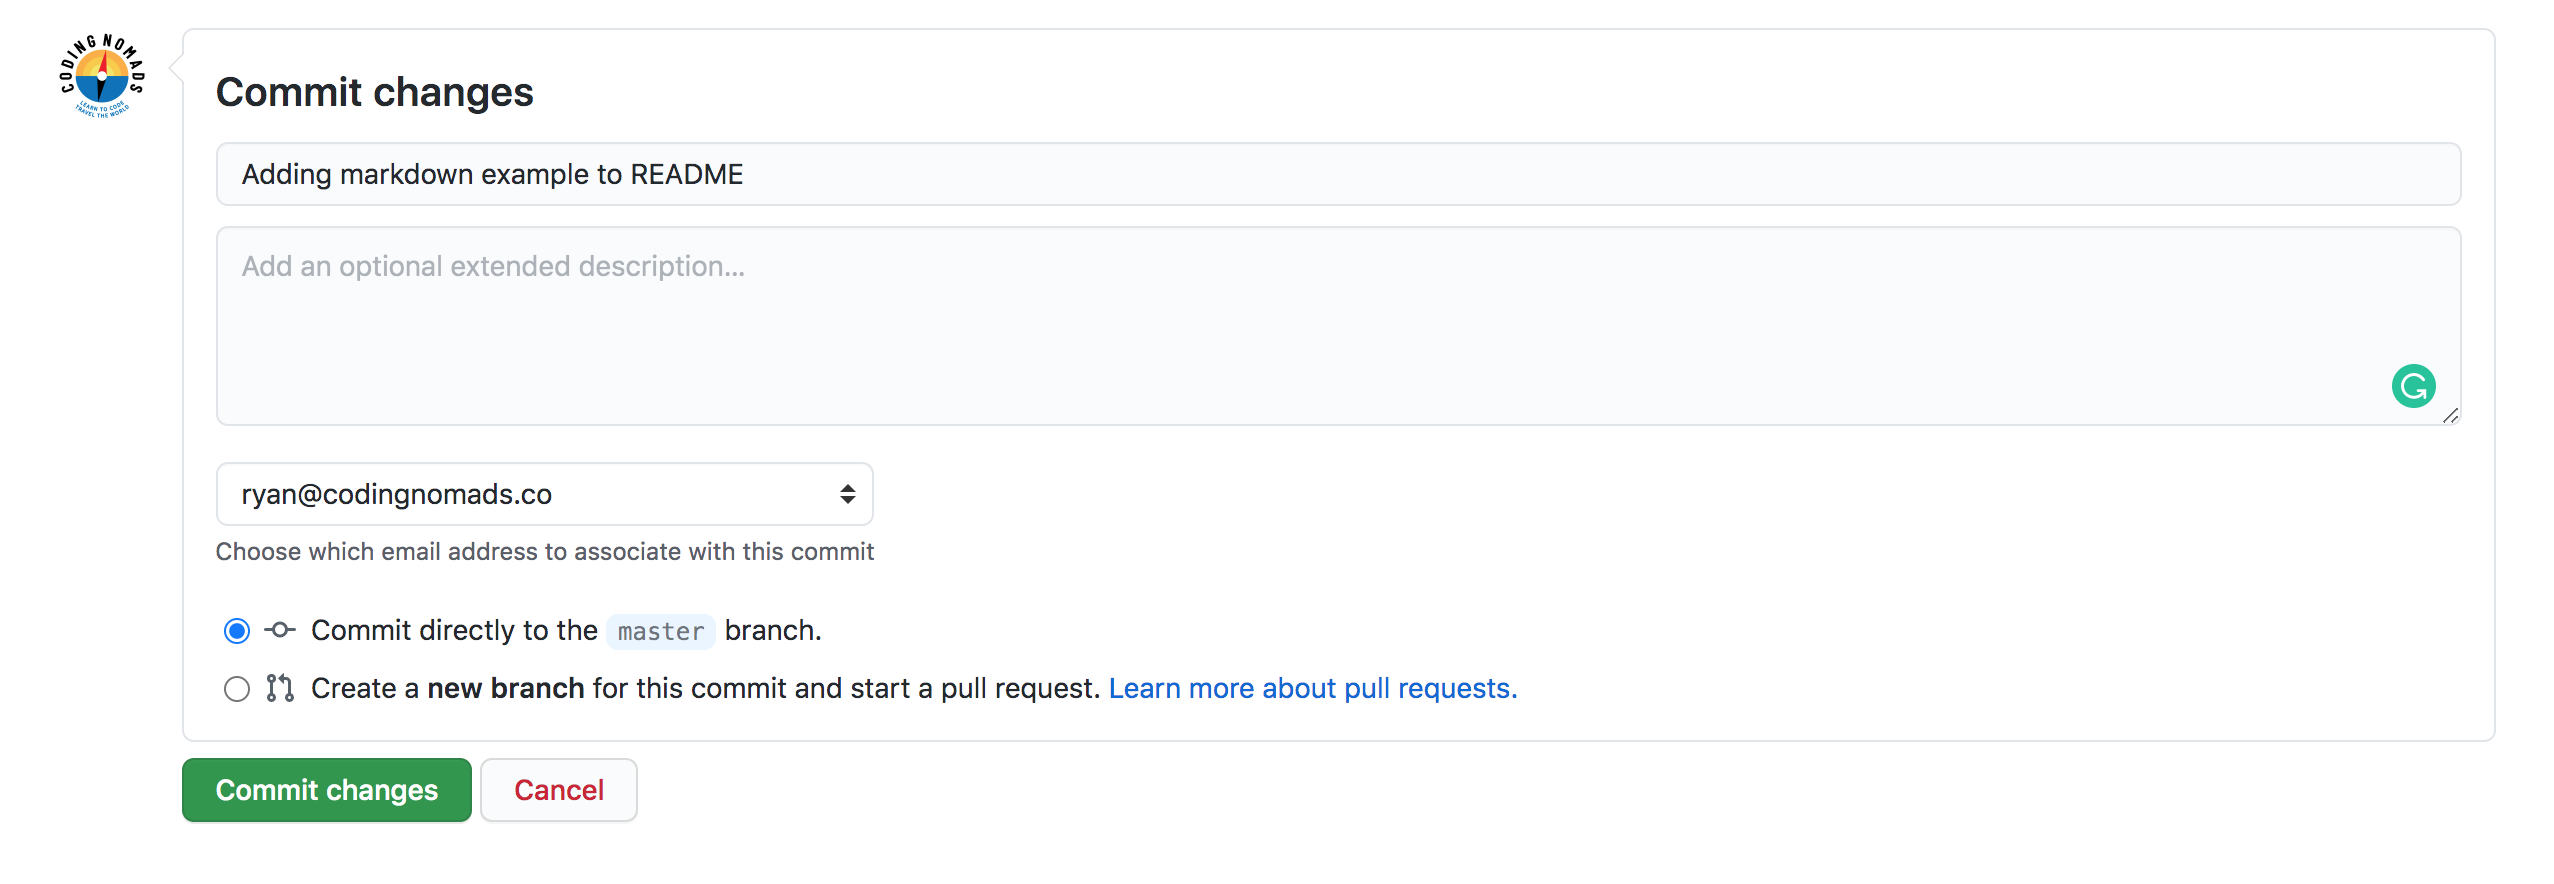 CODING NOMADS
LEARN TO CODE
TRAVEL THE WORLD
Commit changes
Adding markdown example to README
Add an optional extended description...
ryan@codingnomads.co
Choose which email address to associate with this commit
Commit directly to the master branch.
Create a new branch for this commit and start a pull request. Learn more about pull requests.
Commit changes Cancel